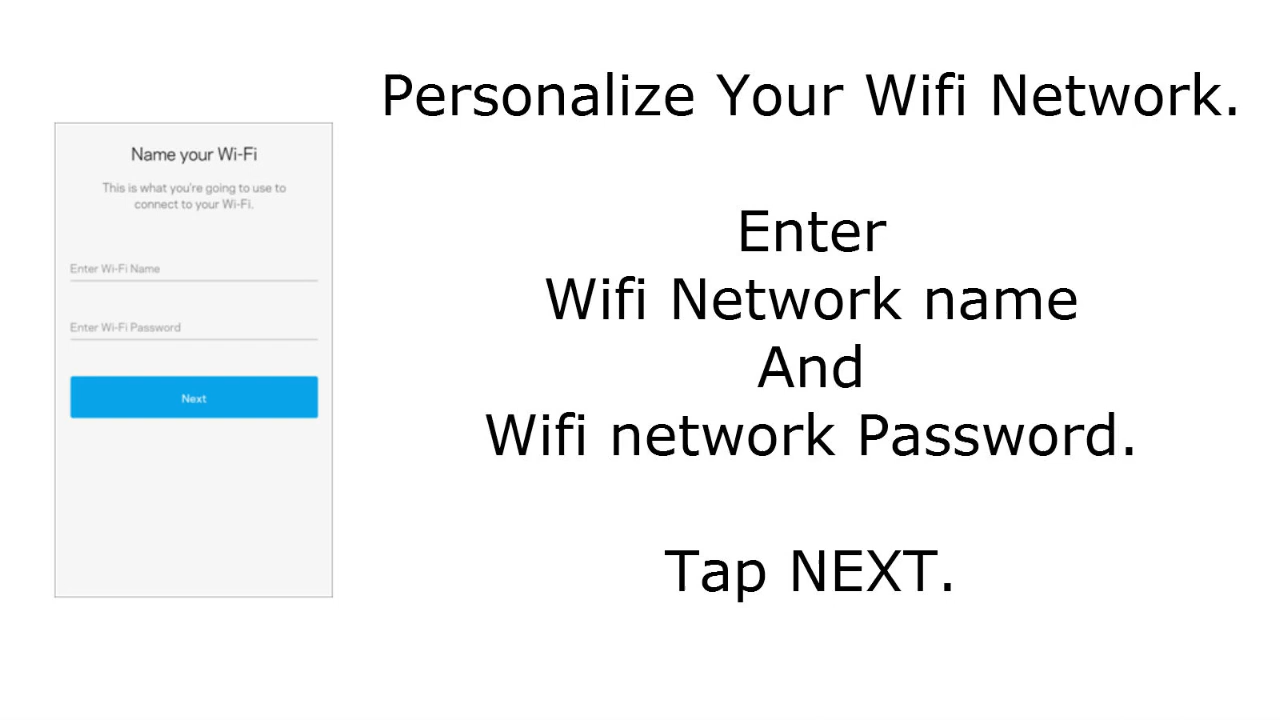 Name your Wi-Fi
This is what you're going to use to
connect to your Wi-Fi.
Enter Wi-Fi Name
Enter Wi-Fi Password
Next
Personalize Your Wifi Network.
Enter
Wifi Network name
And
Wifi network Password.
Tap NEXT.